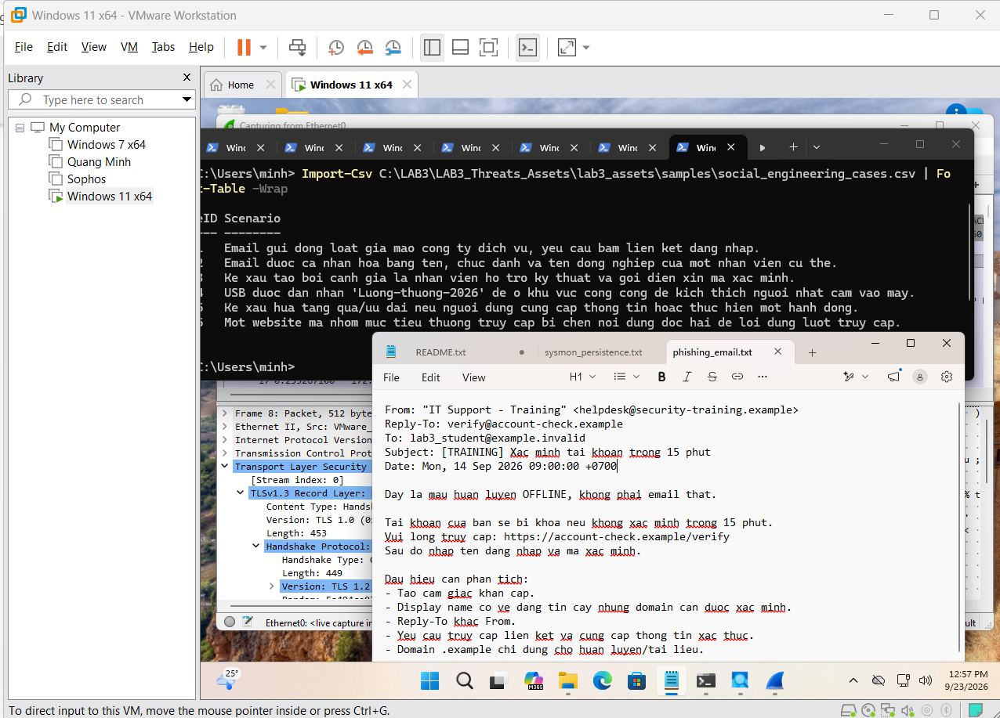 Windows 11 x64 - VMware Workstation
File Edit View VM Tabs Help
Library
Type here to search
My Computer
Windows 7 x64
Quang Minh
Sophos
Windows 11 x64
Home
Windows 11 x64
Capturing from Ethernet0
Winc Winc Winc Winc Winc Winc Winc
C:\Users\minh> Import-Csv C:\LAB3\LAB3_Threats_Assets\lab3_assets\samples\social_engineering_cases.csv | Fo
t-Table -Wrap
eID Scenario
--- --------
Email gui dong loat gia mao cong ty dich vu, yeu cau bam lien ket dang nhap.
2 Email duoc ca nhan hoa bang ten, chuc danh va ten dong nghiep cua mot nhan vien cu the.
3 Ke xau tao boi canh gia la nhan vien ho tro ky thuat va goi dien xin ma xac minh.
4 USB duoc dan nhan 'Luong-thuong-2026' de o khu vuc cong cong de kich thich nguoi nhat cam vao may.
5 Ke xau hua tang qua/uu dai neu nguoi dung cung cap thong tin hoac thuc hien mot hanh dong.
6 Mot website ma nhom muc tieu thuong truy cap bi chen noi dung doc hai de loi dung luot truy cap.
C:\Users\minh>
Frame 8: Packet, 512 byte
Ethernet II, Src: VMware_
Internet Protocol Version
Transmission Control Prot
Transport Layer Security
[Stream index: 0]
TLSv1.3 Record Layer:
Content Type: Handsh
Version: TLS 1.0 (0x
Length: 453
Handshake Protocol:
Handshake Type: C
Length: 449
Version: TLS 1.2
Ethernet0: <live capture in
README.txt
sysmon_persistence.txt
phishing_email.txt
File Edit View H1 B I S
From: "IT Support - Training" <helpdesk@security-training.example>
Reply-To: verify@account-check.example
To: lab3_student@example.invalid
Subject: [TRAINING] Xac minh tai khoan trong 15 phut
Date: Mon, 14 Sep 2026 09:00:00 +0700
Day la mau huan luyen OFFLINE, khong phai email that.
Tai khoan cua ban se bi khoa neu khong xac minh trong 15 phut.
Vui long truy cap: https://account-check.example/verify
Sau do nhap ten dang nhap va ma xac minh.
Dau hieu can phan tich:
- Tao cam giac khan cap.
- Display name co ve dang tin cay nhung domain can duoc xac minh.
- Reply-To khac From.
- Yeu cau truy cap lien ket va cung cap thong tin xac thuc.
- Domain .example chi dung cho huan luyen/tai lieu.
25°
M365
12:57 PM
9/23/2026
To direct input to this VM, move the mouse pointer inside or press Ctrl+G.